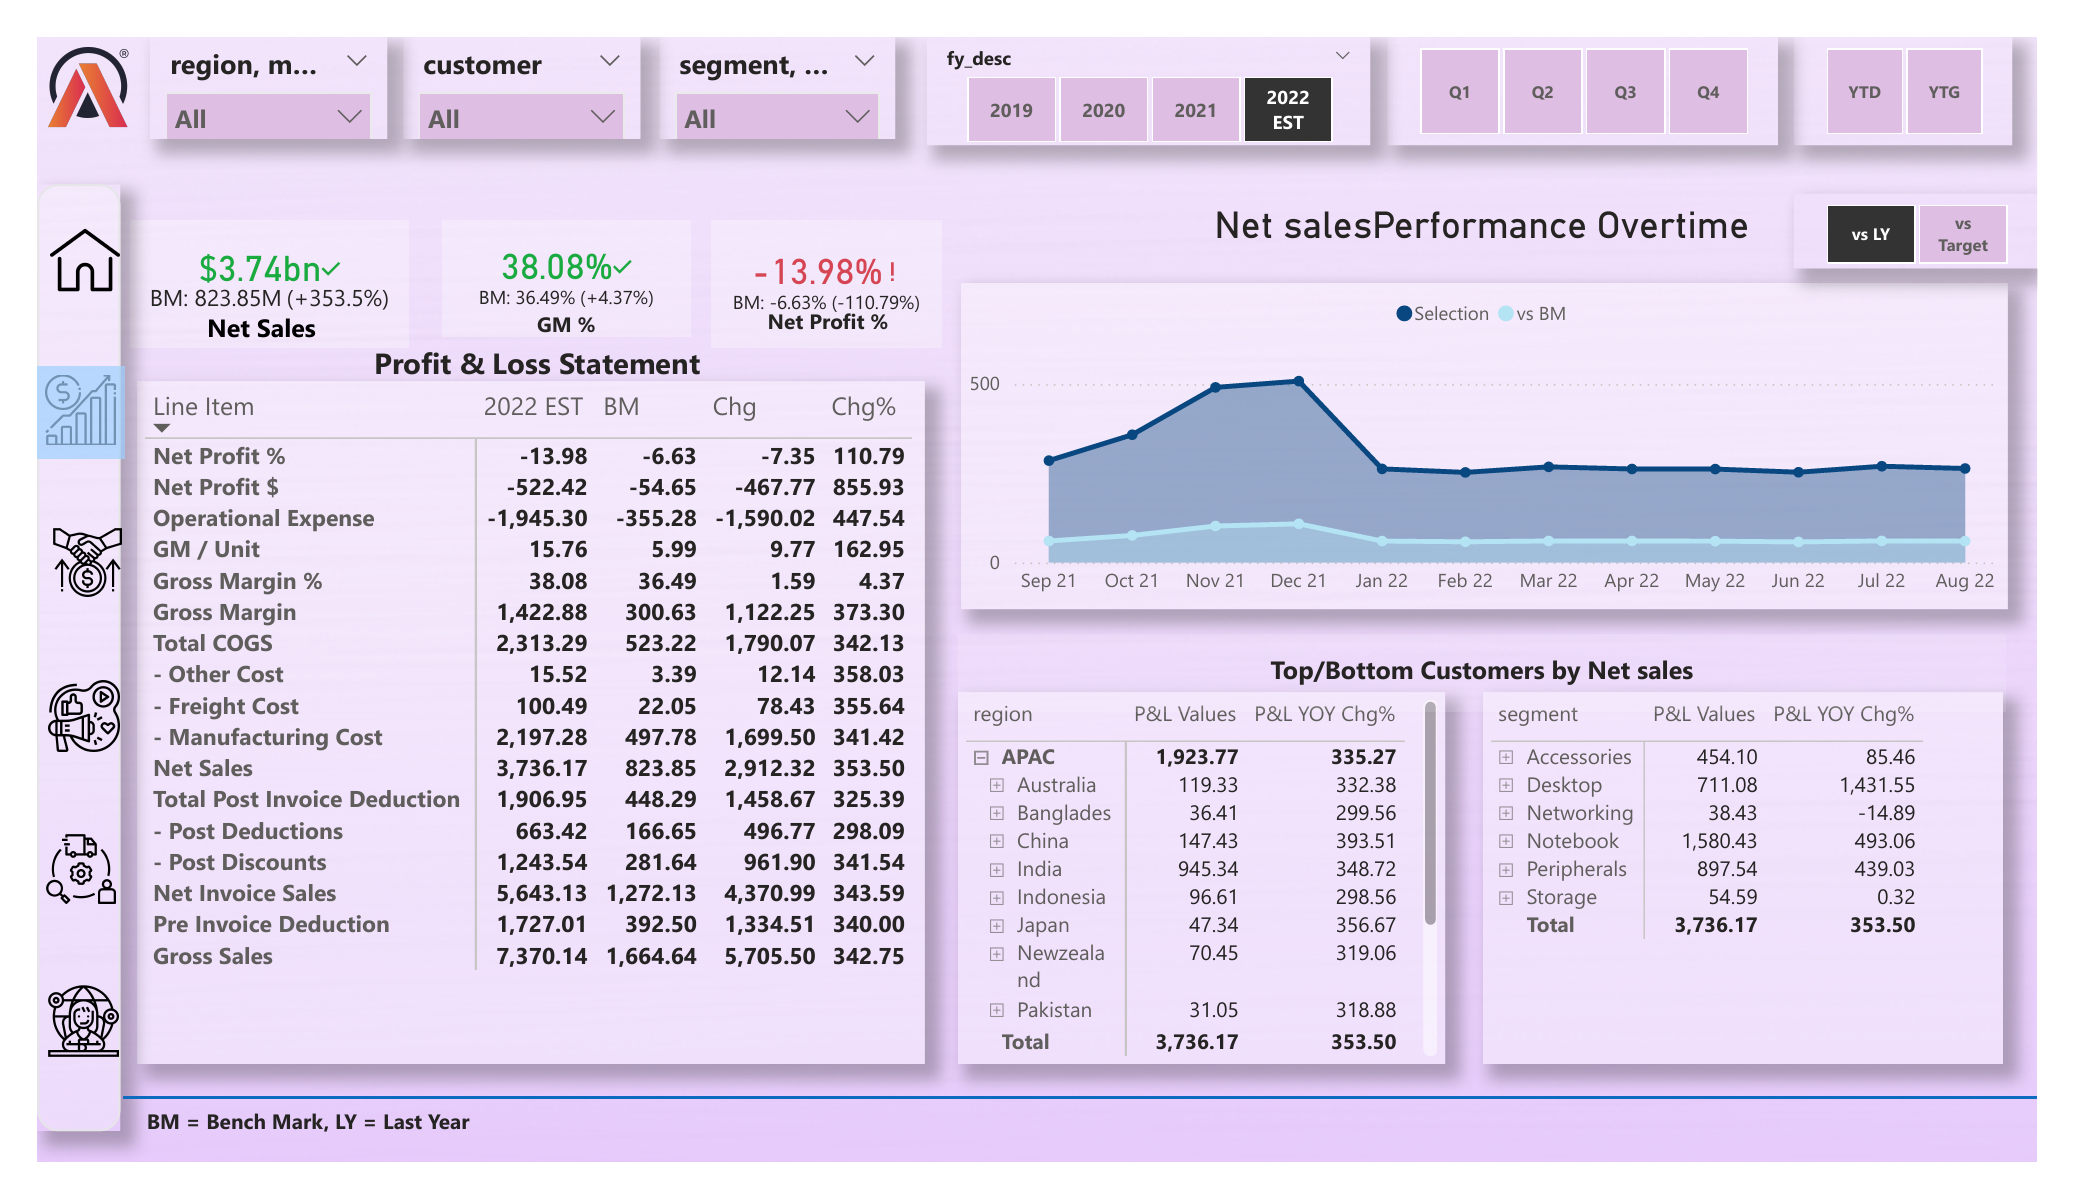 ®
region, m...
All
customer
All
segment, ...
All
fy_desc
2019
2020
2021
2022
EST
Q1
Q2
Q3
Q4
YTD
YTG
$3.74bn
BM: 823.85M (+353.5%)
Net Sales
38.08%
BM: 36.49% (+4.37%)
GM %
-13.98% !
BM: -6.63% (-110.79%)
Net Profit %
Net salesPerformance Overtime
vs LY
vs
Target
Selection vs BM
500
0
Sep 21 Oct 21 Nov 21 Dec 21 Jan 22 Feb 22 Mar 22 Apr 22 May 22 Jun 22 Jul 22 Aug 22
Profit & Loss Statement
Line Item 2022 EST BM Chg Chg%
Net Profit % -13.98 -6.63 -7.35 110.79
Net Profit $ -522.42 -54.65 -467.77 855.93
Operational Expense -1,945.30 -355.28 -1,590.02 447.54
GM / Unit 15.76 5.99 9.77 162.95
Gross Margin % 38.08 36.49 1.59 4.37
Gross Margin 1,422.88 300.63 1,122.25 373.30
Total COGS 2,313.29 523.22 1,790.07 342.13
- Other Cost 15.52 3.39 12.14 358.03
- Freight Cost 100.49 22.05 78.43 355.64
- Manufacturing Cost 2,197.28 497.78 1,699.50 341.42
Net Sales 3,736.17 823.85 2,912.32 353.50
Total Post Invoice Deduction 1,906.95 448.29 1,458.67 325.39
- Post Deductions 663.42 166.65 496.77 298.09
- Post Discounts 1,243.54 281.64 961.90 341.54
Net Invoice Sales 5,643.13 1,272.13 4,370.99 343.59
Pre Invoice Deduction 1,727.01 392.50 1,334.51 340.00
Gross Sales 7,370.14 1,664.64 5,705.50 342.75
Top/Bottom Customers by Net sales
region P&L Values P&L YOY Chg%
APAC 1,923.77 335.27
Australia 119.33 332.38
Banglades 36.41 299.56
China 147.43 393.51
India 945.34 348.72
Indonesia 96.61 298.56
Japan 47.34 356.67
Newzeala 70.45 319.06
nd
Pakistan 31.05 318.88
Total 3,736.17 353.50
segment P&L Values P&L YOY Chg%
Accessories 454.10 85.46
Desktop 711.08 1,431.55
Networking 38.43 -14.89
Notebook 1,580.43 493.06
Peripherals 897.54 439.03
Storage 54.59 0.32
Total 3,736.17 353.50
BM = Bench Mark, LY = Last Year